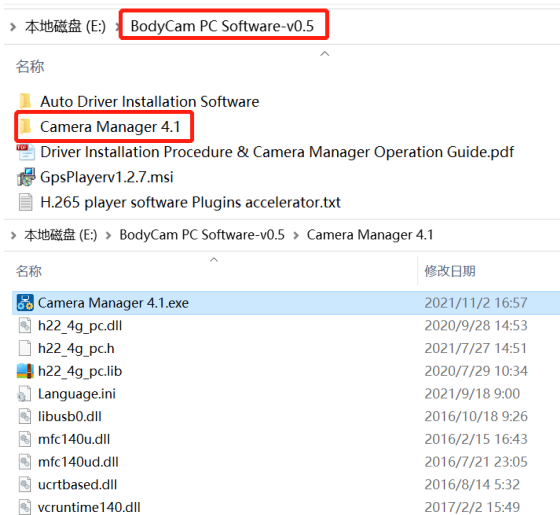 本地磁盘 (E:) › BodyCam PC Software-v0.5
名称
Auto Driver Installation Software
Camera Manager 4.1
Driver Installation Procedure & Camera Manager Operation Guide.pdf
GpsPlayerv1.2.7.msi
H.265 player software Plugins accelerator.txt
› 本地磁盘 (E:) › BodyCam PC Software-v0.5 › Camera Manager 4.1
名称 修改日期
Camera Manager 4.1.exe 2021/11/2 16:57
h22_4g_pc.dll 2020/9/28 14:53
h22_4g_pc.h 2021/7/27 14:51
h22_4g_pc.lib 2020/7/29 10:34
Language.ini 2021/9/18 9:00
libusb0.dll 2016/10/18 9:26
mfc140u.dll 2016/2/15 16:43
mfc140ud.dll 2016/7/21 23:05
ucrtbased.dll 2016/8/14 5:32
vcruntime140.dll 2017/2/2 15:49